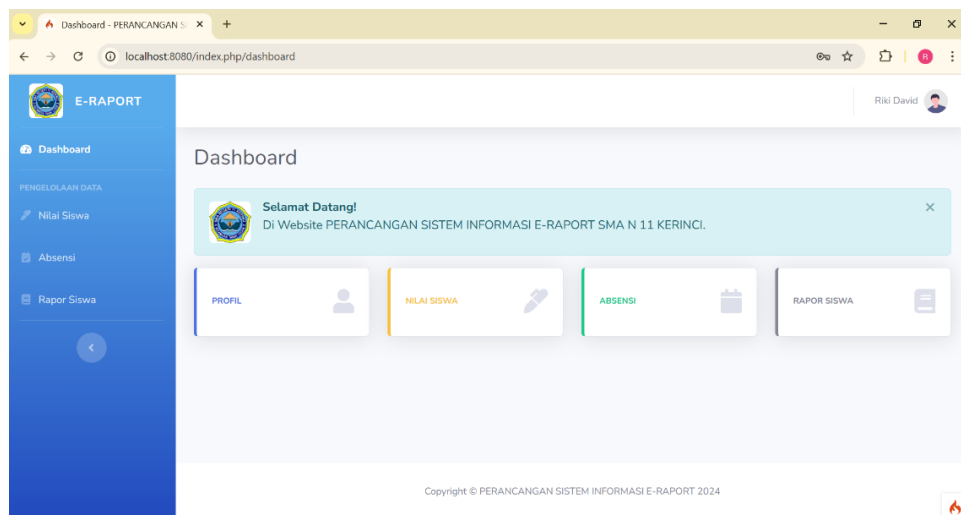 Dashboard - PERANCANGAN S
localhost:8080/index.php/dashboard
R
E-RAPORT
Riki David
Dashboard
PENGELOLAAN DATA
Nilai Siswa
Absensi
Rapor Siswa
Dashboard
Selamat Datang!
Di Website PERANCANGAN SISTEM INFORMASI E-RAPORT SMA N 11 KERINCI.
PROFIL
NILAI SISWA
ABSENSI
RAPOR SISWA
Copyright © PERANCANGAN SISTEM INFORMASI E-RAPORT 2024